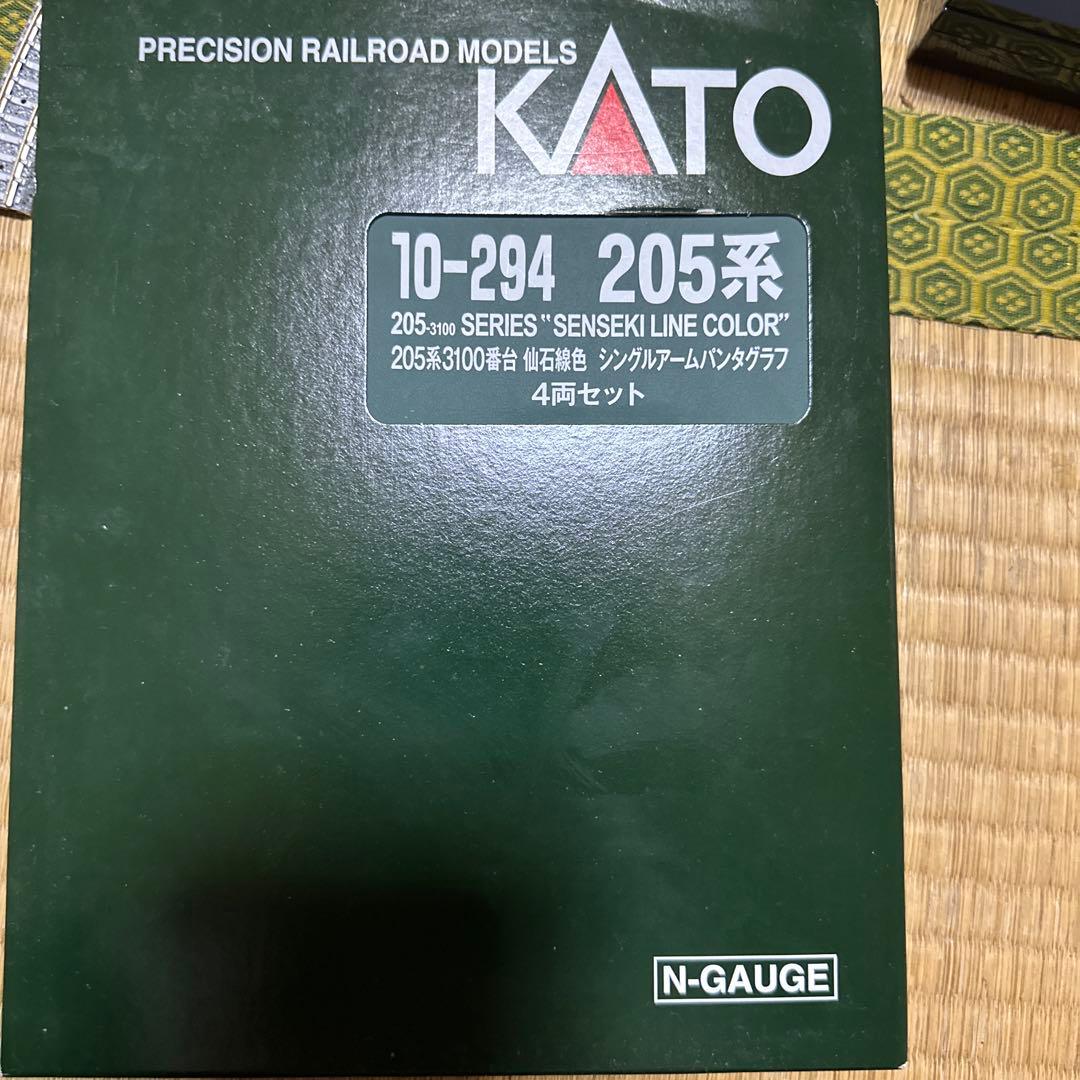 PRECISION RAILROAD MODELS
KATO
10-294 205系
205-3100 SERIES "SENSEKI LINE COLOR"
205系3100番台 仙石線色 シングルアームパンタグラフ
4両セット
N-GAUGE